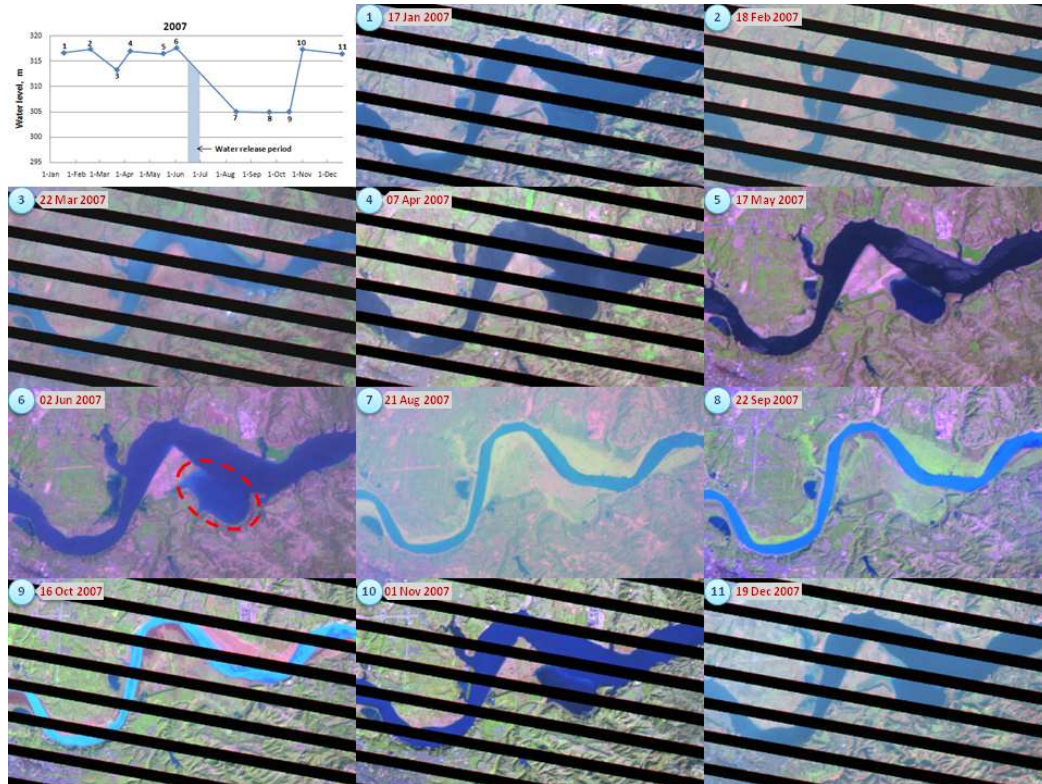 2007
Water level, m
320
315
310
305
300
295
1
2
3
4
5
6
7
8
9
10
11
Water release period
1-Jan 1-Feb 1-Mar 1-Apr 1-May 1-Jun 1-Jul 1-Aug 1-Sep 1-Oct 1-Nov 1-Dec
1 17 Jan 2007
2 18 Feb 2007
3 22 Mar 2007
4 07 Apr 2007
5 17 May 2007
6 02 Jun 2007
7 21 Aug 2007
8 22 Sep 2007
9 16 Oct 2007
10 01 Nov 2007
11 19 Dec 2007